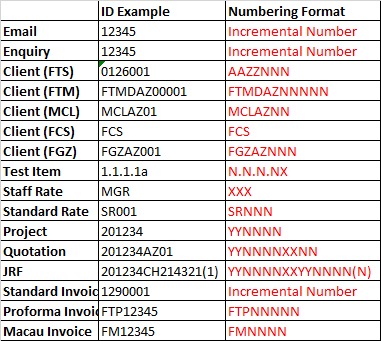 ID Example Numbering Format
Email 12345 Incremental Number
Enquiry 12345 Incremental Number
Client (FTS) 0126001 AAZZNNN
Client (FTM) FTMDAZ00001 FTMDAZNNNNN
Client (MCL) MCLAZ01 MCLAZNN
Client (FCS) FCS FCS
Client (FGZ) FGZAZ001 FGZAZNNN
Test Item 1.1.1.1a N.N.N.NX
Staff Rate MGR XXX
Standard Rate SR001 SRNNN
Project 201234 YYNNNN
Quotation 201234AZ01 YYNNNNXXNN
JRF 201234CH214321(1) YYNNNNXXYYNNNN(N)
Standard Invoic 1290001 Incremental Number
Proforma Invoic FTP12345 FTPNNNNN
Macau Invoice FM12345 FMNNNN